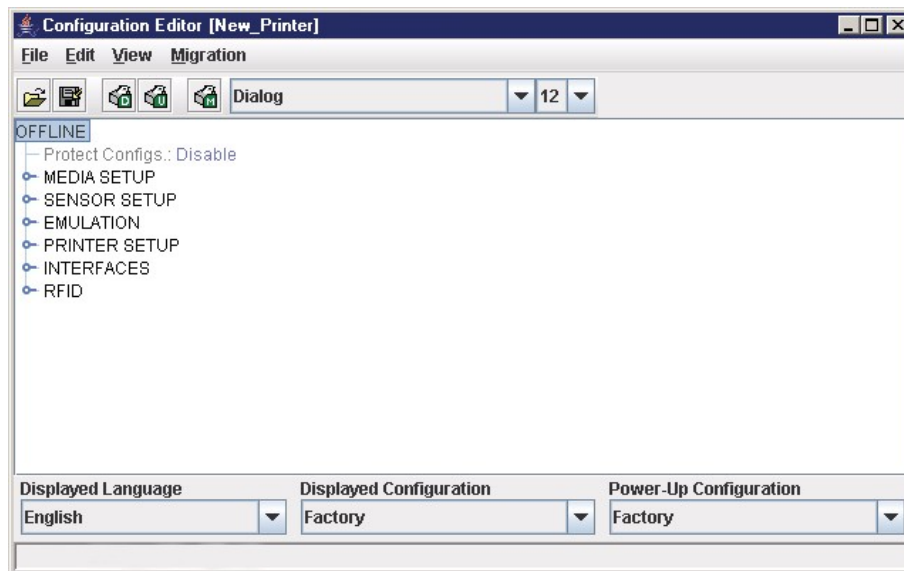 Configuration Editor [New_Printer]
File Edit View Migration
D U M Dialog 12
OFFLINE
Protect Configs.: Disable
MEDIA SETUP
SENSOR SETUP
EMULATION
PRINTER SETUP
INTERFACES
RFID
Displayed Language Displayed Configuration Power-Up Configuration
English Factory Factory